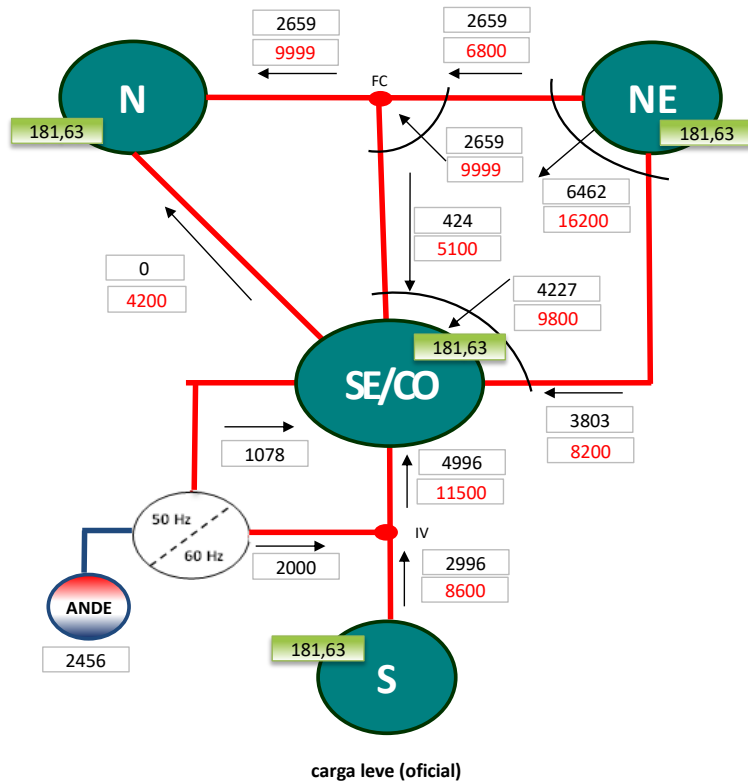 2659
9999
2659
6800
FC
N
NE
181,63
181,63
2659
9999
6462
16200
424
5100
0
4200
4227
9800
181,63
SE/CO
3803
8200
1078
4996
11500
50 Hz
60 Hz
IV
2000
2996
8600
ANDE
2456
181,63
S
carga leve (oficial)